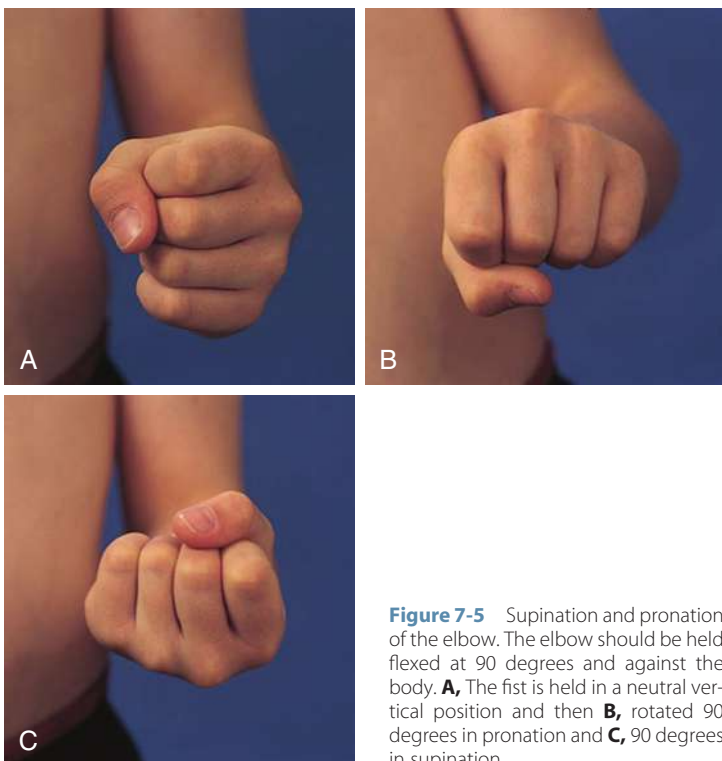 A
B
C
Figure 7-5 Supination and pronation
of the elbow. The elbow should be held
flexed at 90 degrees and against the
body. A, The fist is held in a neutral ver-
tical position and then B, rotated 90
degrees in pronation and C, 90 degrees
in supination